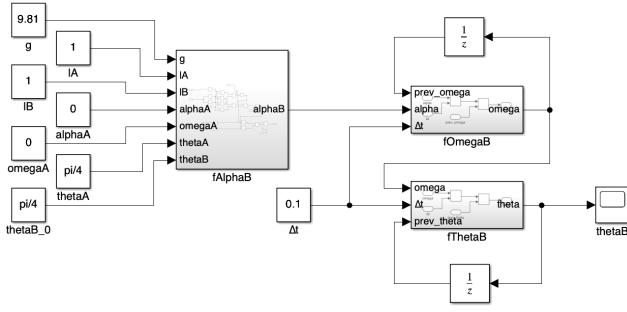 9.81
g
1
lA
1
lB
0
alphaA
0
omegaA
pi/4
thetaA
pi/4
thetaB_0
g
lA
lB
alphaA
omegaA
thetaA
thetaB
alphaB
fAlphaB
0.1
Δt
1
z
prev_omega
alpha
Δt
omega
fOmegaB
omega
Δt
prev_theta
theta
fThetaB
1
z
thetaB